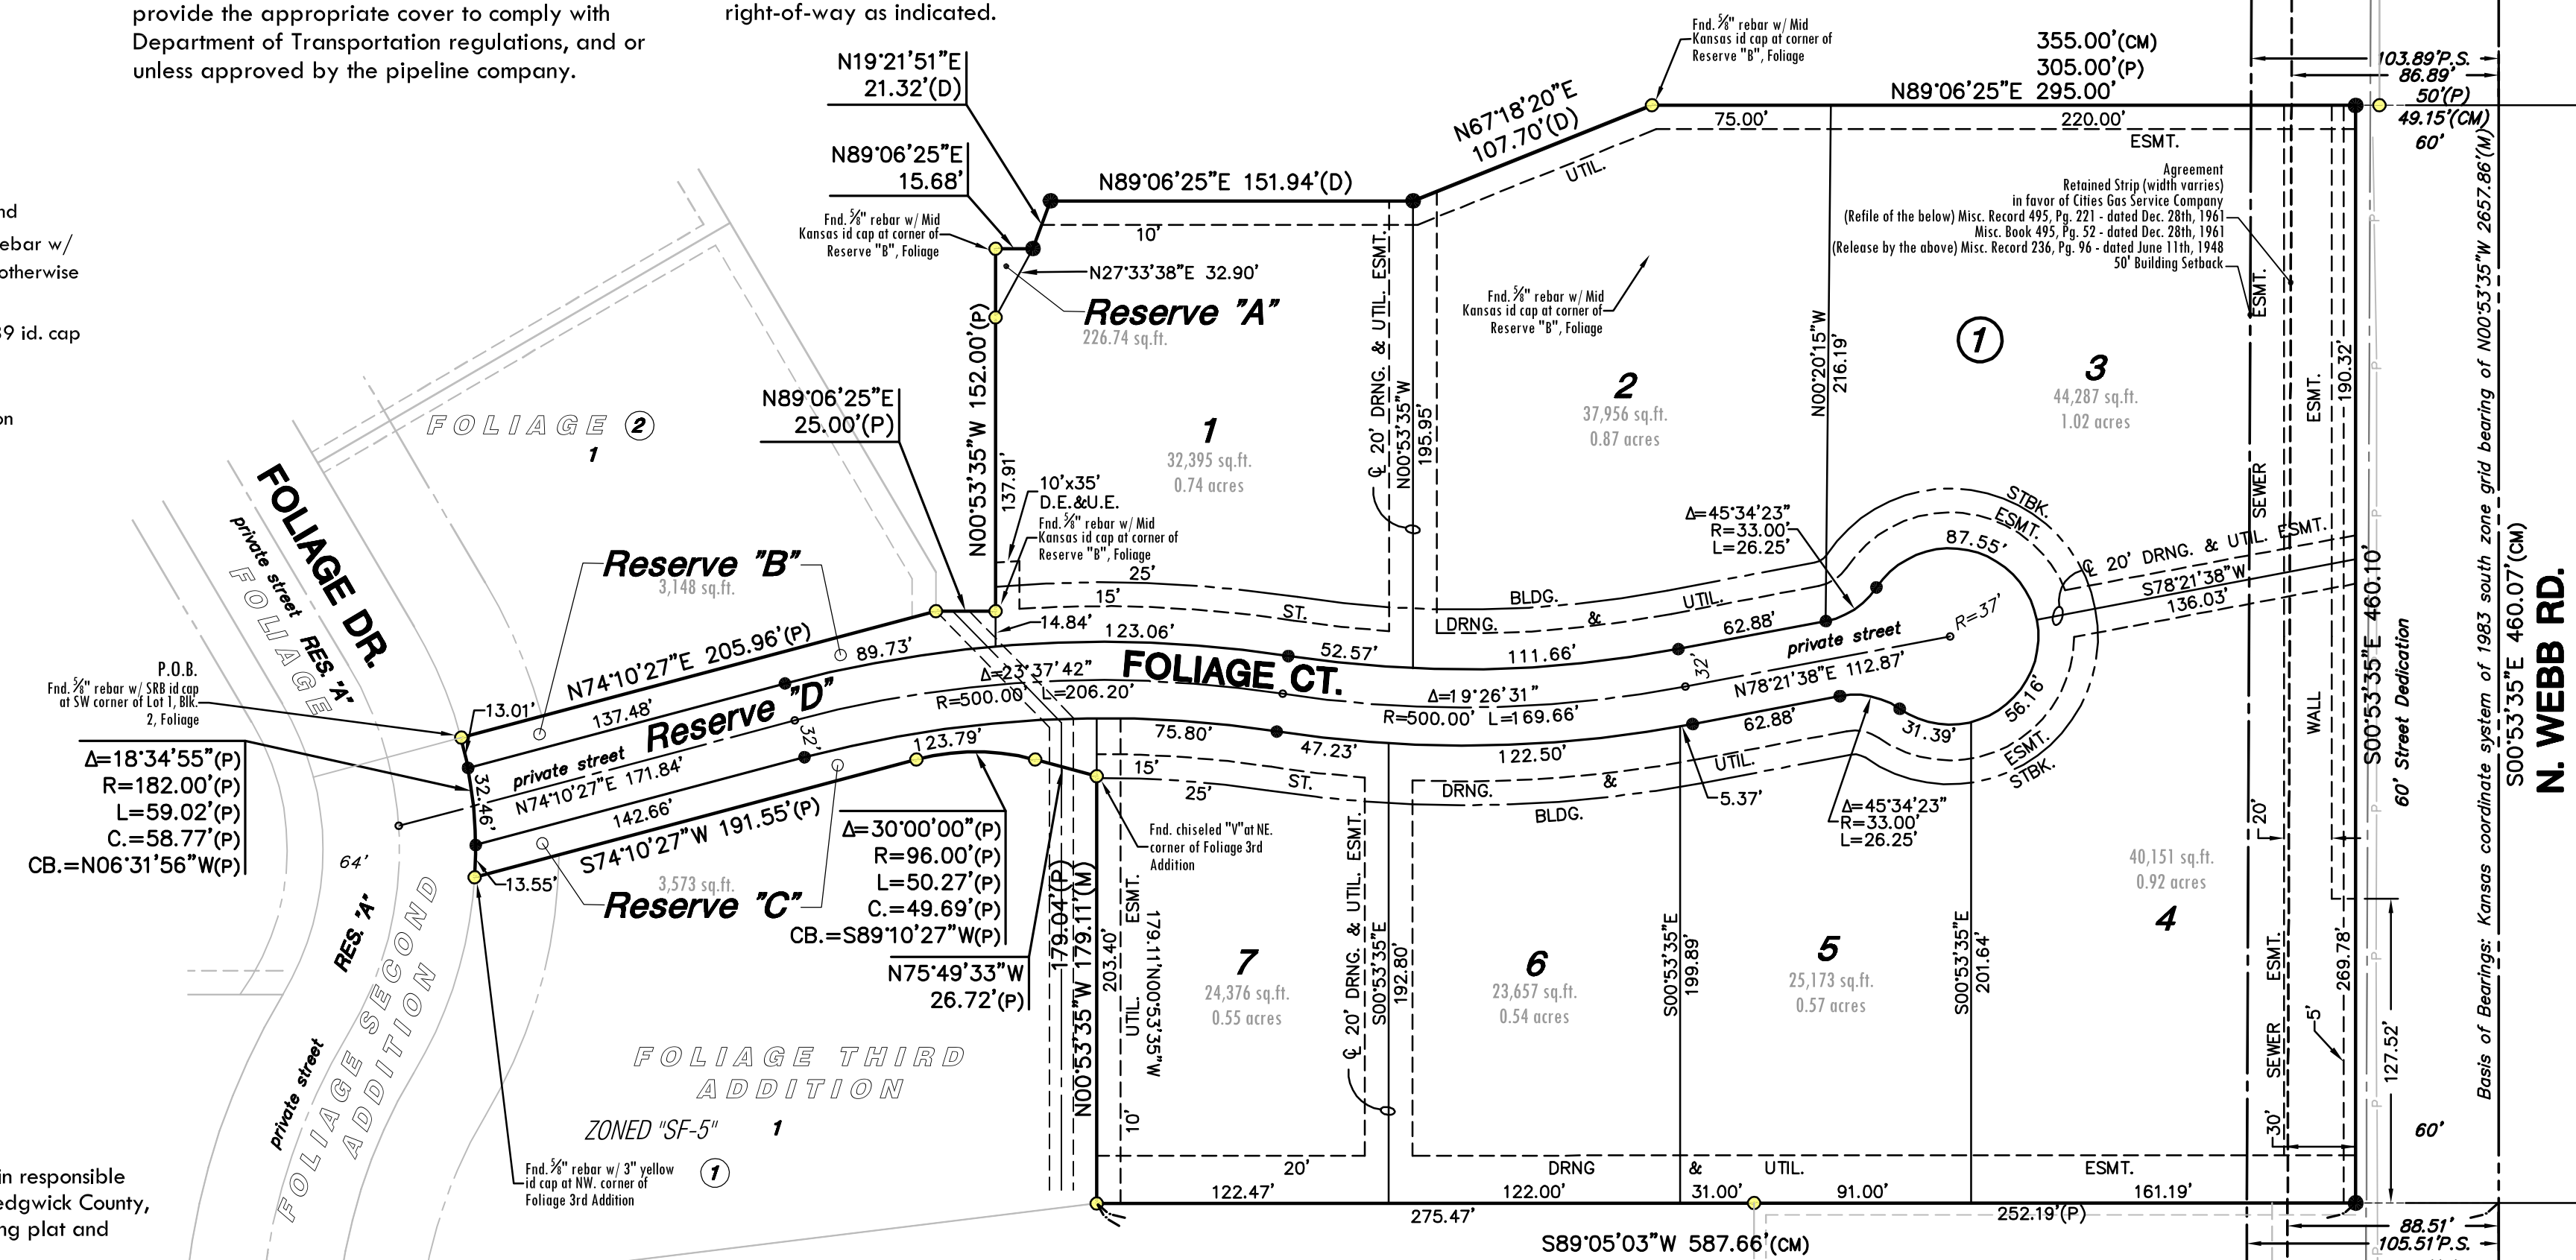 provide the appropriate cover to comply with
Department of Transportation regulations, and or
unless approved by the pipeline company.
right-of-way as indicated.
nd
ebar w/
otherwise
9 id. cap
on
N19°21'51"E
21.32'(D)
N89°06'25"E
15.68'
Fnd. 5/8" rebar w/ Mid
Kansas id cap at corner of
Reserve "B", Foliage
N89°06'25"E 151.94'(D)
10'
N27°33'38"E 32.90'
Reserve "A"
226.74 sq.ft.
N67°18'20"E
107.70'(D)
UTIL.
Fnd. 5/8" rebar w/ Mid
Kansas id cap at corner of
Reserve "B", Foliage
355.00'(CM)
305.00'(P)
N89°06'25"E 295.00'
75.00'
220.00'
ESMT.
103.89'P.S.
86.89'
50'(P)
49.15'(CM)
60'
Agreement
Retained Strip (width varries)
in favor of Cities Gas Service Company
(Refile of the below) Misc. Record 495, Pg. 221 - dated Dec. 28th, 1961
Misc. Book 495, Pg. 52 - dated Dec. 28th, 1961
(Release by the above) Misc. Record 236, Pg. 96 - dated June 11th, 1948
50' Building Setback
Fnd. 5/8" rebar w/ Mid
Kansas id cap at corner of
Reserve "B", Foliage
N00°53'35"W 152.00'(P)
137.91'
℄ 20' DRNG. & UTIL. ESMT.
N00°53'35"W
195.95'
N00°20'15"W
216.19'
1
1
32,395 sq.ft.
0.74 acres
2
37,956 sq.ft.
0.87 acres
3
44,287 sq.ft.
1.02 acres
ESMT.
SEWER
ESMT.
190.32'
P
Basis of Bearings: Kansas coordinate system of 1983 south zone grid bearing of N00°53'35"W 2657.86'(M)
FOLIAGE 2
1
N89°06'25"E
25.00'(P)
10'x35'
D.E.&U.E.
Fnd. 5/8" rebar w/ Mid
Kansas id cap at corner of
Reserve "B", Foliage
FOLIAGE DR.
private street RES. "A"
FOLIAGE
Reserve "B"
3,148 sq.ft.
25'
15'
ST.
14.84'
BLDG.
DRNG.
&
UTIL.
Δ=45°34'23"
R=33.00'
L=26.25'
STBK.
ESMT.
87.55'
℄ 20' DRNG. & UTIL. ESMT.
S78°21'38"W
136.03'
R=37'
S00°53'35"E 460.10'
60' Street Dedication
S00°53'35"E 460.07'(CM)
N. WEBB RD.
P.O.B.
Fnd. 5/8" rebar w/ SRB id cap
at SW corner of Lot 1, Blk.
2, Foliage
Δ=18°34'55"(P)
R=182.00'(P)
L=59.02'(P)
C.=58.77'(P)
CB.=N06°31'56"W(P)
N74°10'27"E 205.96'(P)
13.01'
137.48'
89.73'
123.06'
52.57'
111.66'
62.88'
FOLIAGE CT.
Δ=23°37'42"
R=500.00' L=206.20'
Δ=19°26'31"
R=500.00' L=169.66'
32'
private street
N78°21'38"E 112.87'
Reserve "D"
private street
N74°10'27"E 171.84'
32'
32.46'
142.66'
123.79'
75.80'
47.23'
122.50'
62.88'
31.39'
56.16'
ESMT.
STBK.
13.55'
S74°10'27"W 191.55'(P)
3,573 sq.ft.
Reserve "C"
Δ=30°00'00"(P)
R=96.00'(P)
L=50.27'(P)
C.=49.69'(P)
CB.=S89°10'27"W(P)
N75°49'33"W
26.72'(P)
15'
25'
ST.
DRNG.
&
UTIL.
BLDG.
5.37'
Δ=45°34'23"
R=33.00'
L=26.25'
Fnd. chiseled "V"at NE.
corner of Foliage 3rd
Addition
64'
RES. "A"
private street
FOLIAGE SECOND
ADDITION
179.04'(P)
N00°53'35"W 179.11'(M)
203.40'
UTIL. ESMT
10'
179.11'N00°53'35"W
℄ 20' DRNG. & UTIL. ESMT.
S00°53'35"E
192.80'
S00°53'35"E
199.89'
S00°53'35"E
201.64'
7
24,376 sq.ft.
0.55 acres
6
23,657 sq.ft.
0.54 acres
5
25,173 sq.ft.
0.57 acres
40,151 sq.ft.
0.92 acres
4
WALL
20'
SEWER ESMT.
30'
5'
269.78'
127.52'
60'
FOLIAGE THIRD
ADDITION
ZONED "SF-5" 1
1
Fnd. 5/8" rebar w/ 3" yellow
id cap at NW. corner of
Foliage 3rd Addition
20'
DRNG & UTIL. ESMT.
122.47'
122.00'
31.00'
91.00'
161.19'
275.47'
252.19'(P)
S89°05'03"W 587.66'(CM)
88.51'
105.51'P.S.
in responsible
edgwick County,
ng plat and